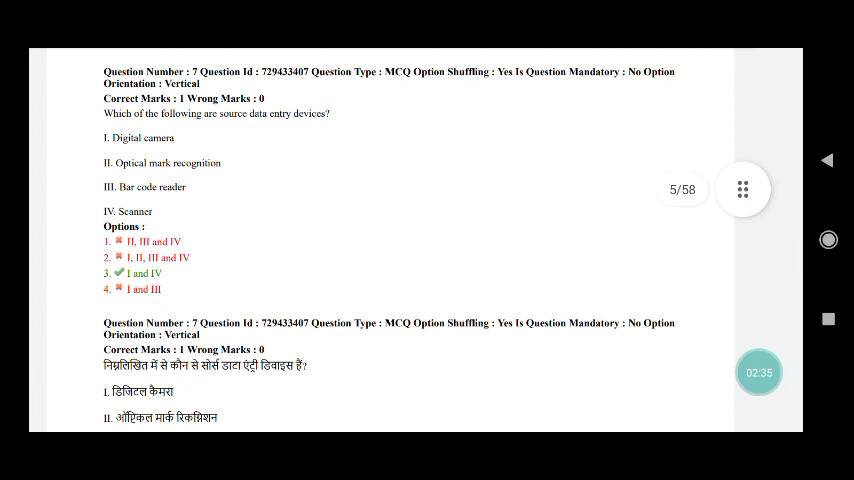 Question Number : 7 Question Id : 729433407 Question Type : MCQ Option Shuffling : Yes Is Question Mandatory : No Option
Orientation : Vertical
Correct Marks : 1 Wrong Marks : 0
Which of the following are source data entry devices?
I. Digital camera
II. Optical mark recognition
III. Bar code reader
IV. Scanner
Options :
1. II, III and IV
2. I, II, III and IV
3. I and IV
4. I and III
5/58
Question Number : 7 Question Id : 729433407 Question Type : MCQ Option Shuffling : Yes Is Question Mandatory : No Option
Orientation : Vertical
Correct Marks : 1 Wrong Marks : 0
निम्नलिखित में से कौन से सोर्स डाटा एंट्री डिवाइस हैं?
I. डिजिटल कैमरा
II. ऑप्टिकल मार्क रिकग्निशन
02:35